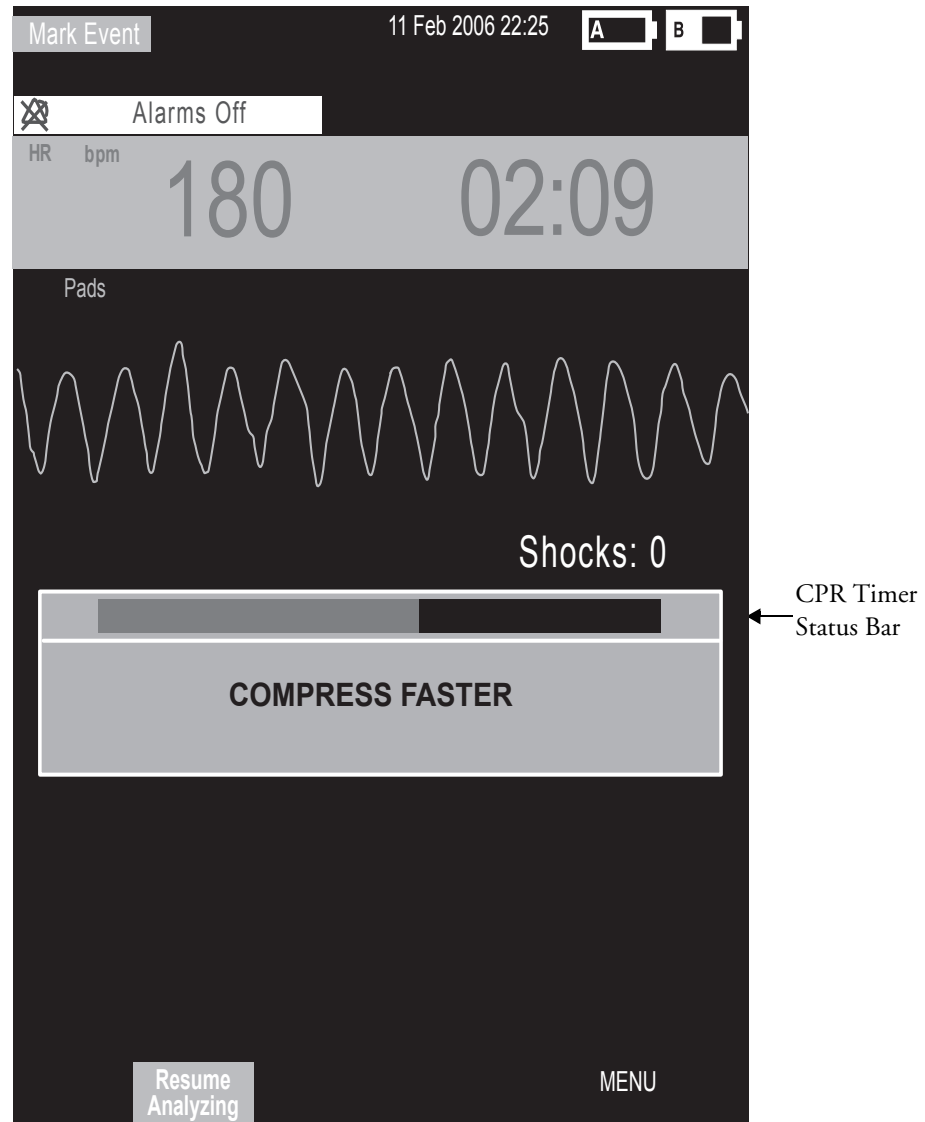 Mark Event
11 Feb 2006 22:25
A
B
Alarms Off
HR bpm
180
02:09
Pads
Shocks: 0
CPR Timer
Status Bar
COMPRESS FASTER
Resume
Analyzing
MENU